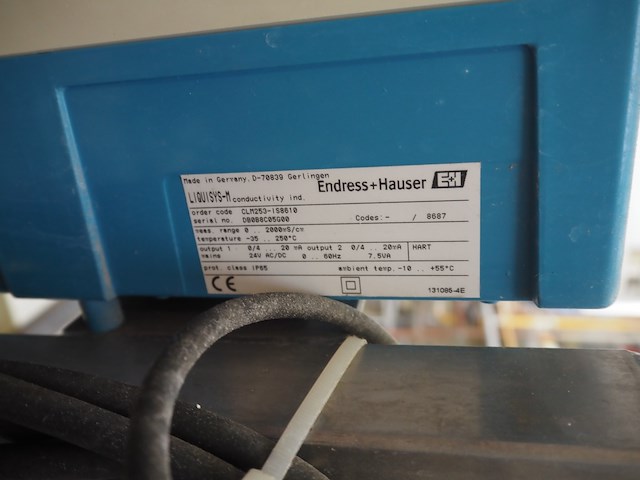 Made in Germany, D-70839 Gerlingen
Endress+Hauser E+H
LIQUISYS-M conductivity ind.
order code CLM253-IS8610
serial no. DB0B8C05G00 Codes:- / 8687
meas.range 0 .. 2000mS/cm
temperature -35 .. 250°C
output 1 : 0/4 .. 20 mA output 2 0/4 .. 20mA HART
mains 24V AC/DC 0 .. 60Hz 7.5VA
prot. class IP65 ambient temp.-10 .. +55°C
CE
131085-4E